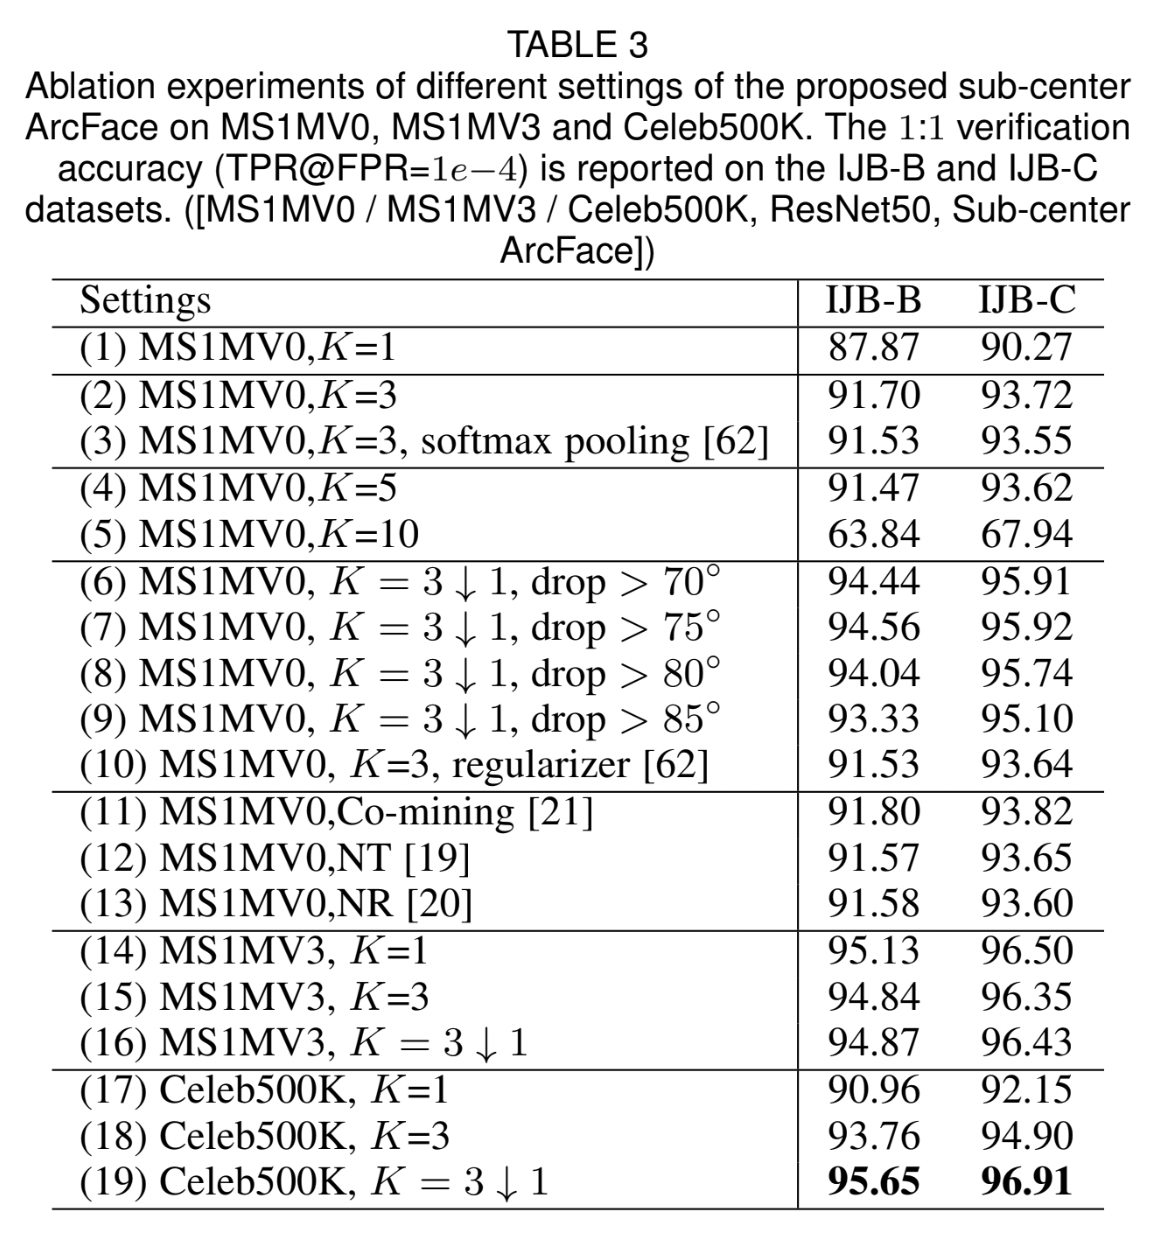 TABLE 3
Ablation experiments of different settings of the proposed sub-center
ArcFace on MS1MV0, MS1MV3 and Celeb500K. The 1:1 verification
accuracy (TPR@FPR=1e−4) is reported on the IJB-B and IJB-C
datasets. ([MS1MV0 / MS1MV3 / Celeb500K, ResNet50, Sub-center
ArcFace])
Settings IJB-B IJB-C
(1) MS1MV0,K=1 87.87 90.27
(2) MS1MV0,K=3 91.70 93.72
(3) MS1MV0,K=3, softmax pooling [62] 91.53 93.55
(4) MS1MV0,K=5 91.47 93.62
(5) MS1MV0,K=10 63.84 67.94
(6) MS1MV0, K = 3 ↓ 1, drop > 70° 94.44 95.91
(7) MS1MV0, K = 3 ↓ 1, drop > 75° 94.56 95.92
(8) MS1MV0, K = 3 ↓ 1, drop > 80° 94.04 95.74
(9) MS1MV0, K = 3 ↓ 1, drop > 85° 93.33 95.10
(10) MS1MV0, K=3, regularizer [62] 91.53 93.64
(11) MS1MV0,Co-mining [21] 91.80 93.82
(12) MS1MV0,NT [19] 91.57 93.65
(13) MS1MV0,NR [20] 91.58 93.60
(14) MS1MV3, K=1 95.13 96.50
(15) MS1MV3, K=3 94.84 96.35
(16) MS1MV3, K = 3 ↓ 1 94.87 96.43
(17) Celeb500K, K=1 90.96 92.15
(18) Celeb500K, K=3 93.76 94.90
(19) Celeb500K, K = 3 ↓ 1 95.65 96.91